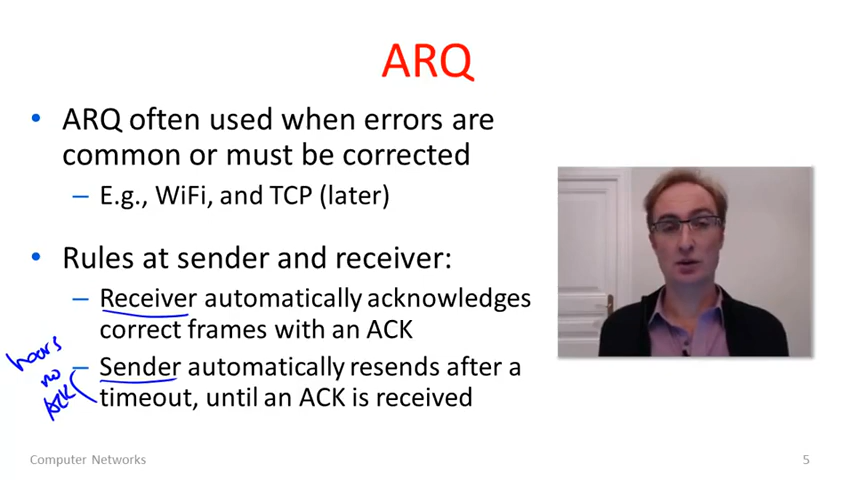 ARQ
• ARQ often used when errors are
common or must be corrected
– E.g., WiFi, and TCP (later)
• Rules at sender and receiver:
– Receiver automatically acknowledges
correct frames with an ACK
– Sender automatically resends after a
timeout, until an ACK is received
hears
no
ACK
Computer Networks
5